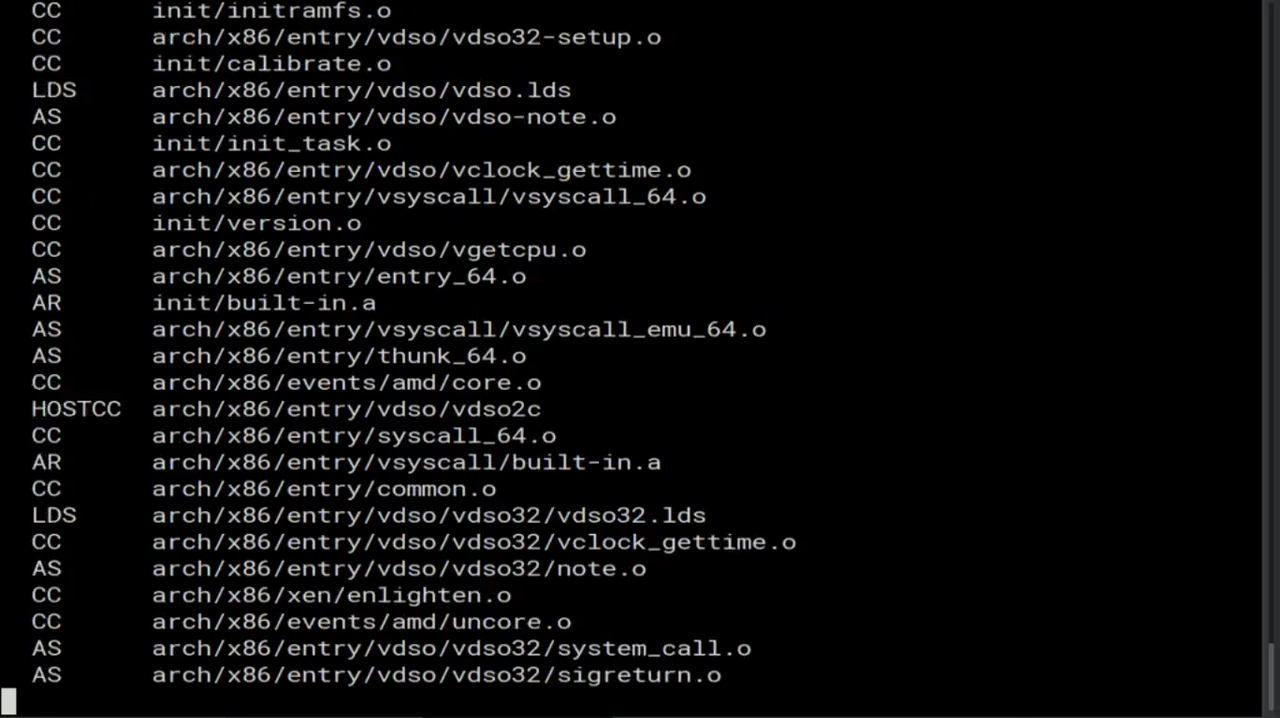 CC      init/initramfs.o
CC      arch/x86/entry/vdso/vdso32-setup.o
CC      init/calibrate.o
LDS     arch/x86/entry/vdso/vdso.lds
AS      arch/x86/entry/vdso/vdso-note.o
CC      init/init_task.o
CC      arch/x86/entry/vdso/vclock_gettime.o
CC      arch/x86/entry/vsyscall/vsyscall_64.o
CC      init/version.o
CC      arch/x86/entry/vdso/vgetcpu.o
AS      arch/x86/entry/entry_64.o
AR      init/built-in.a
AS      arch/x86/entry/vsyscall/vsyscall_emu_64.o
AS      arch/x86/entry/thunk_64.o
CC      arch/x86/events/amd/core.o
HOSTCC  arch/x86/entry/vdso/vdso2c
CC      arch/x86/entry/syscall_64.o
AR      arch/x86/entry/vsyscall/built-in.a
CC      arch/x86/entry/common.o
LDS     arch/x86/entry/vdso/vdso32/vdso32.lds
CC      arch/x86/entry/vdso/vdso32/vclock_gettime.o
AS      arch/x86/entry/vdso/vdso32/note.o
CC      arch/x86/xen/enlighten.o
CC      arch/x86/events/amd/uncore.o
AS      arch/x86/entry/vdso/vdso32/system_call.o
AS      arch/x86/entry/vdso/vdso32/sigreturn.o